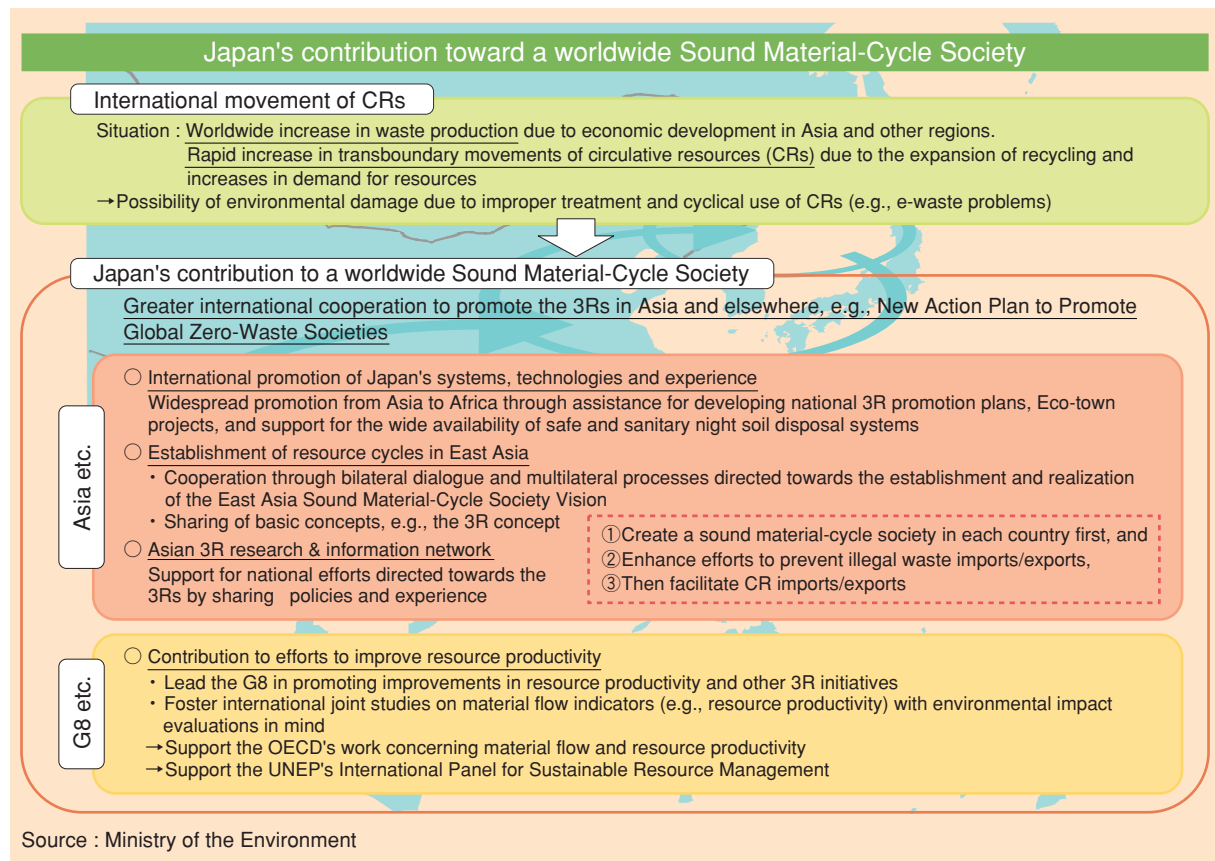 Japan's contribution toward a worldwide Sound Material-Cycle Society
International movement of CRs
Situation : Worldwide increase in waste production due to economic development in Asia and other regions.
Rapid increase in transboundary movements of circulative resources (CRs) due to the expansion of recycling and
increases in demand for resources
→Possibility of environmental damage due to improper treatment and cyclical use of CRs (e.g., e-waste problems)
Japan's contribution to a worldwide Sound Material-Cycle Society
Greater international cooperation to promote the 3Rs in Asia and elsewhere, e.g., New Action Plan to Promote
Global Zero-Waste Societies
Asia etc.
○ International promotion of Japan's systems, technologies and experience
Widespread promotion from Asia to Africa through assistance for developing national 3R promotion plans, Eco-town
projects, and support for the wide availability of safe and sanitary night soil disposal systems
○ Establishment of resource cycles in East Asia
・Cooperation through bilateral dialogue and multilateral processes directed towards the establishment and realization
of the East Asia Sound Material-Cycle Society Vision
・Sharing of basic concepts, e.g., the 3R concept
○ Asian 3R research & information network
Support for national efforts directed towards the
3Rs by sharing policies and experience
①Create a sound material-cycle society in each country first, and
②Enhance efforts to prevent illegal waste imports/exports,
③Then facilitate CR imports/exports
G8 etc.
○ Contribution to efforts to improve resource productivity
・Lead the G8 in promoting improvements in resource productivity and other 3R initiatives
・Foster international joint studies on material flow indicators (e.g., resource productivity) with environmental impact
evaluations in mind
→Support the OECD's work concerning material flow and resource productivity
→Support the UNEP's International Panel for Sustainable Resource Management
Source : Ministry of the Environment